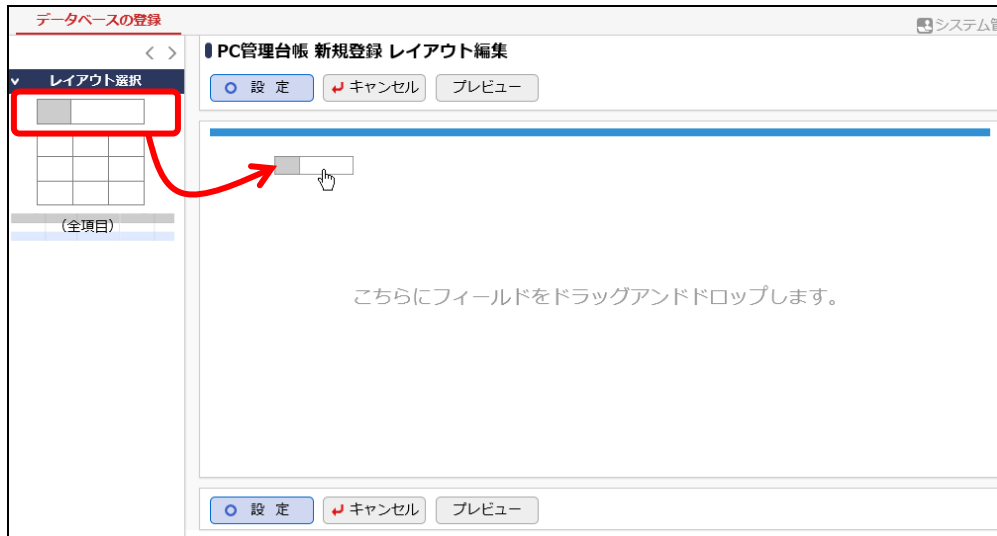 データベースの登録
システム管
PC管理台帳 新規登録 レイアウト編集
レイアウト選択
設 定 キャンセル プレビュー
(全項目)
こちらにフィールドをドラッグアンドドロップします。
設 定 キャンセル プレビュー